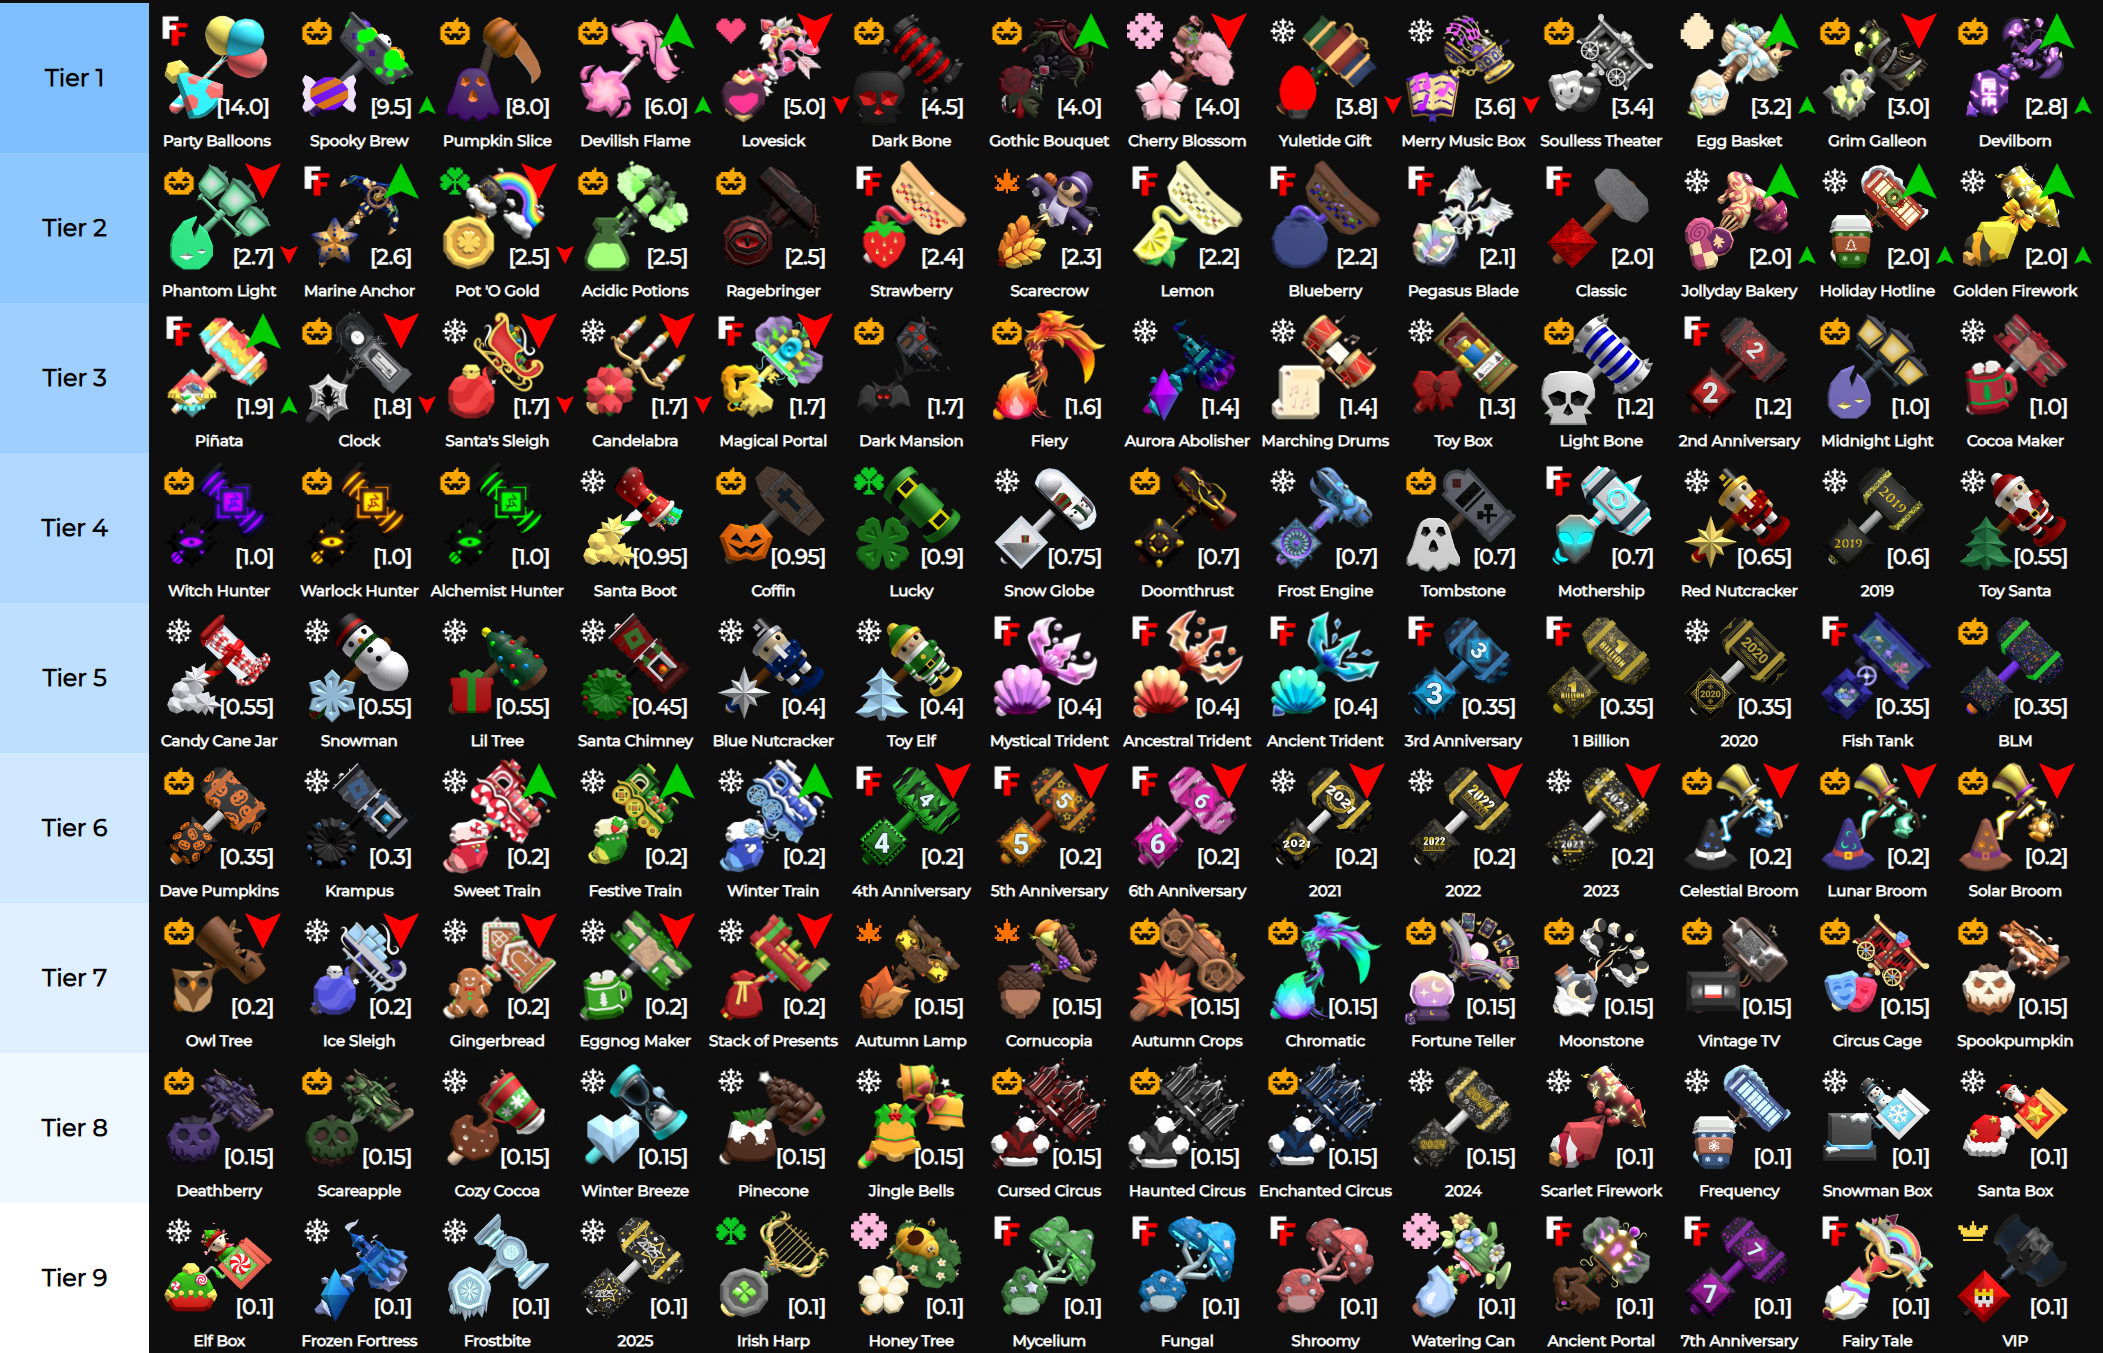 Tier 1
[14.0] [9.5] [8.0] [6.0] [5.0] [4.5] [4.0] [4.0] [3.8] [3.6] [3.4] [3.2] [3.0] [2.8]
Party Balloons Spooky Brew Pumpkin Slice Devilish Flame Lovesick Dark Bone Gothic Bouquet Cherry Blossom Yuletide Gift Merry Music Box Soulless Theater Egg Basket Grim Galleon Devilborn
Tier 2
[2.7] [2.6] [2.5] [2.5] [2.5] [2.4] [2.3] [2.2] [2.2] [2.1] [2.0] [2.0] [2.0] [2.0]
Phantom Light Marine Anchor Pot 'O Gold Acidic Potions Ragebringer Strawberry Scarecrow Lemon Blueberry Pegasus Blade Classic Jollyday Bakery Holiday Hotline Golden Firework
Tier 3
[1.9] [1.8] [1.7] [1.7] [1.7] [1.7] [1.6] [1.4] [1.4] [1.3] [1.2] [1.2] [1.0] [1.0]
Piñata Clock Santa's Sleigh Candelabra Magical Portal Dark Mansion Fiery Aurora Abolisher Marching Drums Toy Box Light Bone 2nd Anniversary Midnight Light Cocoa Maker
Tier 4
[1.0] [1.0] [1.0] [0.95] [0.95] [0.9] [0.75] [0.7] [0.7] [0.7] [0.7] [0.65] [0.6] [0.55]
Witch Hunter Warlock Hunter Alchemist Hunter Santa Boot Coffin Lucky Snow Globe Doomthrust Frost Engine Tombstone Mothership Red Nutcracker 2019 Toy Santa
Tier 5
[0.55] [0.55] [0.55] [0.45] [0.4] [0.4] [0.4] [0.4] [0.4] [0.35] [0.35] [0.35] [0.35] [0.35]
Candy Cane Jar Snowman Lil Tree Santa Chimney Blue Nutcracker Toy Elf Mystical Trident Ancestral Trident Ancient Trident 3rd Anniversary 1 Billion 2020 Fish Tank BLM
Tier 6
[0.35] [0.3] [0.2] [0.2] [0.2] [0.2] [0.2] [0.2] [0.2] [0.2] [0.2] [0.2] [0.2] [0.2]
Dave Pumpkins Krampus Sweet Train Festive Train Winter Train 4th Anniversary 5th Anniversary 6th Anniversary 2021 2022 2023 Celestial Broom Lunar Broom Solar Broom
Tier 7
[0.2] [0.2] [0.2] [0.2] [0.2] [0.15] [0.15] [0.15] [0.15] [0.15] [0.15] [0.15] [0.15] [0.15]
Owl Tree Ice Sleigh Gingerbread Eggnog Maker Stack of Presents Autumn Lamp Cornucopia Autumn Crops Chromatic Fortune Teller Moonstone Vintage TV Circus Cage Spookpumpkin
Tier 8
[0.15] [0.15] [0.15] [0.15] [0.15] [0.15] [0.15] [0.15] [0.15] [0.15] [0.1] [0.1] [0.1] [0.1]
Deathberry Scareapple Cozy Cocoa Winter Breeze Pinecone Jingle Bells Cursed Circus Haunted Circus Enchanted Circus 2024 Scarlet Firework Frequency Snowman Box Santa Box
Tier 9
[0.1] [0.1] [0.1] [0.1] [0.1] [0.1] [0.1] [0.1] [0.1] [0.1] [0.1] [0.1] [0.1] [0.1]
Elf Box Frozen Fortress Frostbite 2025 Irish Harp Honey Tree Mycelium Fungal Shroomy Watering Can Ancient Portal 7th Anniversary Fairy Tale VIP